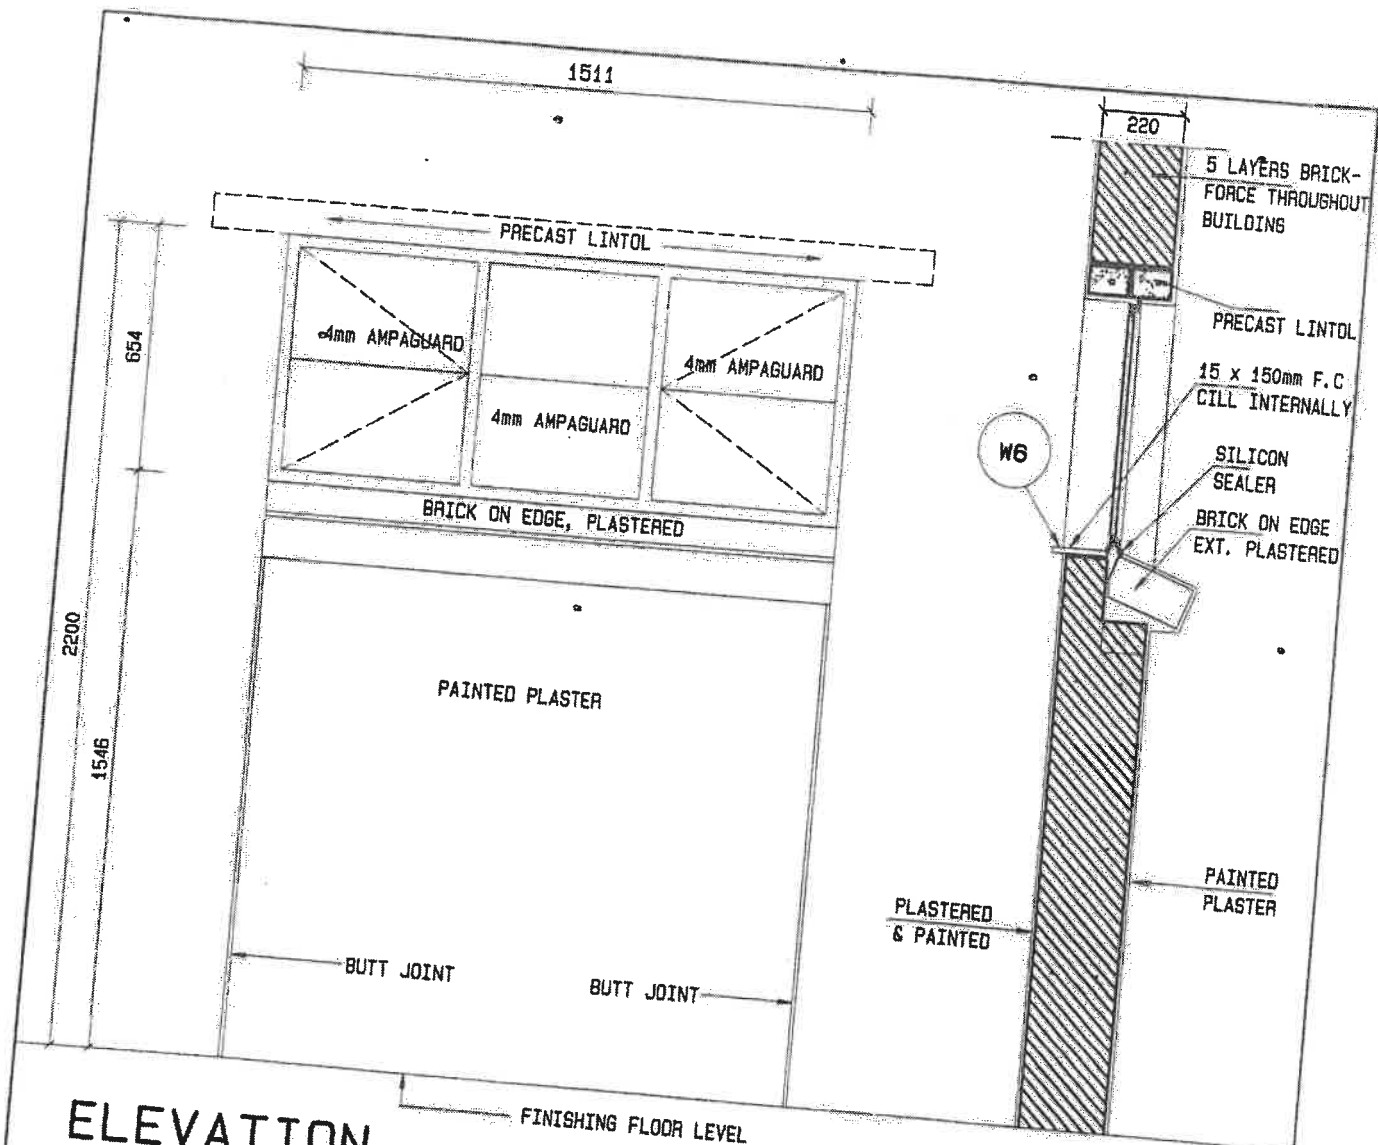 1511
220
5 LAYERS BRICK-
FORCE THROUGHOUT
BUILDING
PRECAST LINTOL
PRECAST LINTOL
654
4mm AMPAGUARD
4mm AMPAGUARD
4mm AMPAGUARD
15 x 150mm F.C
CILL INTERNALLY
W6
SILICON
SEALER
BRICK ON EDGE, PLASTERED
BRICK ON EDGE
EXT. PLASTERED
2200
1546
PAINTED PLASTER
PAINTED
PLASTER
PLASTERED
& PAINTED
BUTT JOINT
BUTT JOINT
FINISHING FLOOR LEVEL
ELEVATION